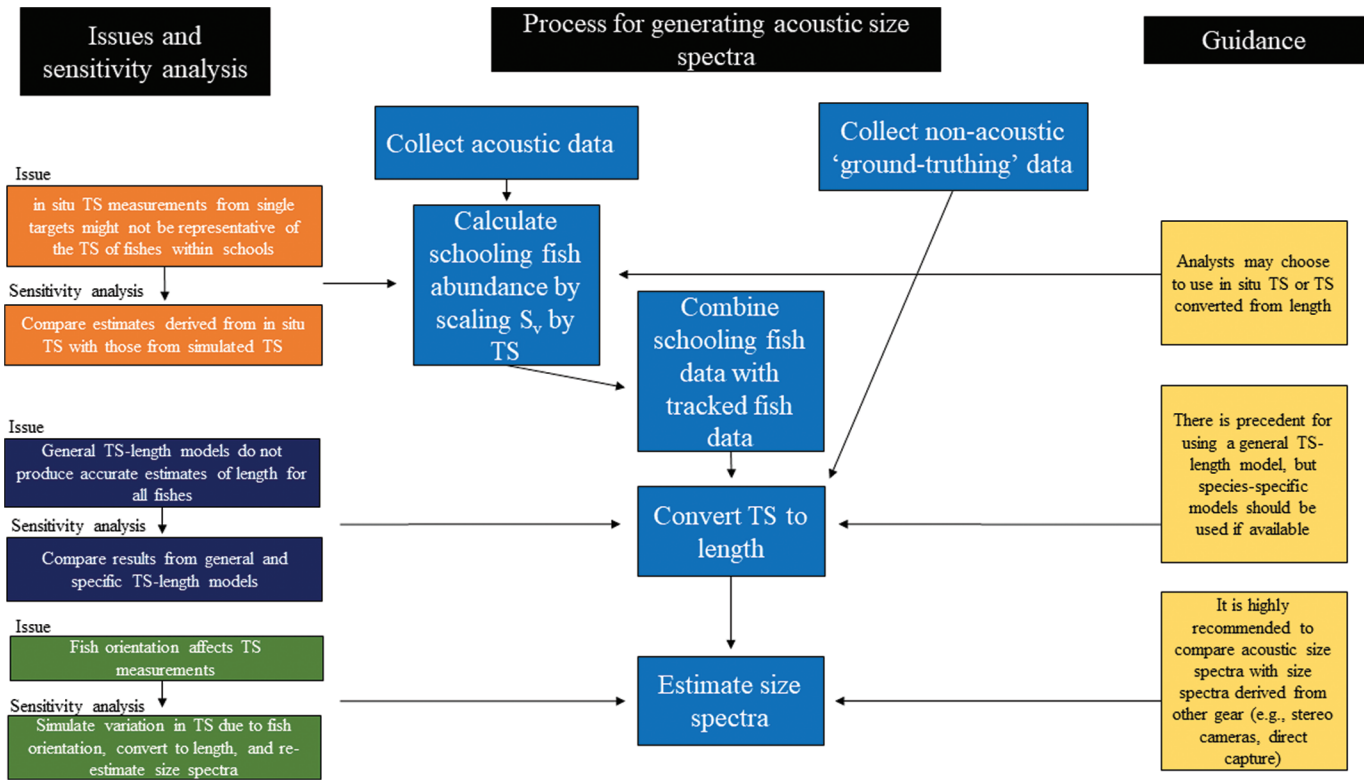 Issues and
sensitivity analysis
Process for generating acoustic size
spectra
Guidance
Collect acoustic data
Collect non-acoustic
‘ground-truthing’ data
Issue
in situ TS measurements from single
targets might not be representative of
the TS of fishes within schools
Sensitivity analysis
Compare estimates derived from in situ
TS with those from simulated TS
Calculate
schooling fish
abundance by
scaling Sv by
TS
Combine
schooling fish
data with
tracked fish
data
Analysts may choose
to use in situ TS or TS
converted from length
Issue
General TS-length models do not
produce accurate estimates of length for
all fishes
Sensitivity analysis
Compare results from general and
specific TS-length models
Convert TS to
length
There is precedent for
using a general TS-
length model, but
species-specific
models should be
used if available
Issue
Fish orientation affects TS
measurements
Sensitivity analysis
Simulate variation in TS due to fish
orientation, convert to length, and re-
estimate size spectra
Estimate size
spectra
It is highly
recommended to
compare acoustic size
spectra with size
spectra derived from
other gear (e.g., stereo
cameras, direct
capture)